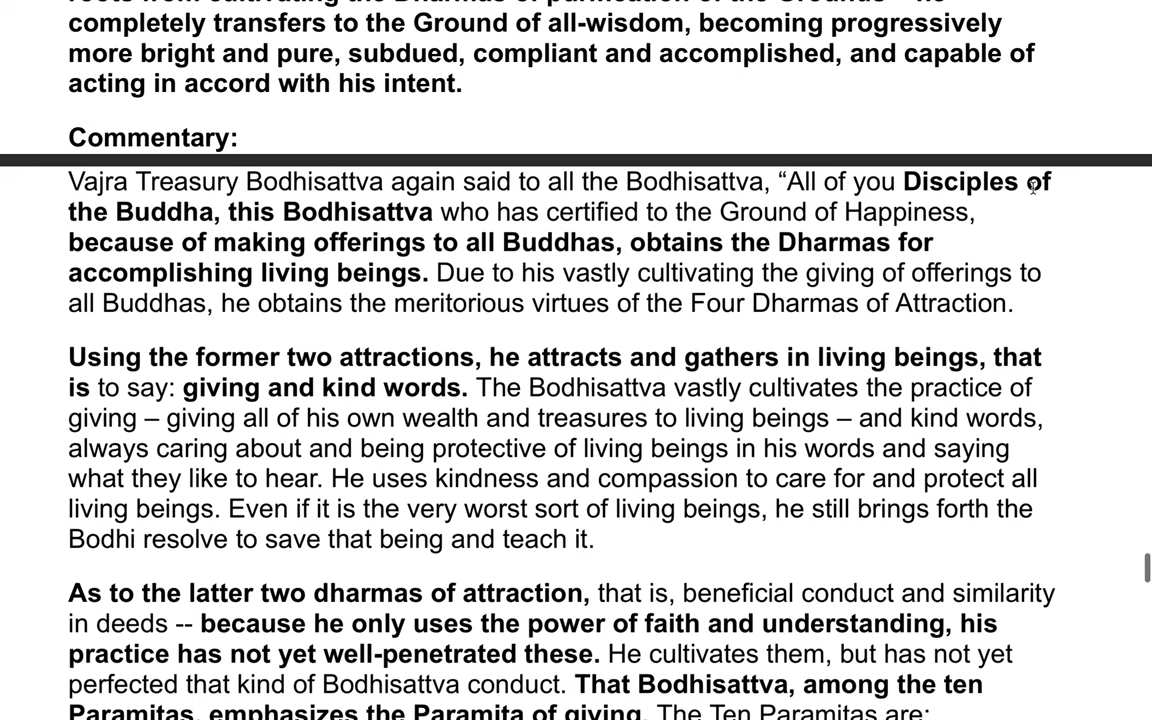 completely transfers to the Ground of all-wisdom, becoming progressively
more bright and pure, subdued, compliant and accomplished, and capable of
acting in accord with his intent.
Commentary:
Vajra Treasury Bodhisattva again said to all the Bodhisattva, “All of you Disciples of
the Buddha, this Bodhisattva who has certified to the Ground of Happiness,
because of making offerings to all Buddhas, obtains the Dharmas for
accomplishing living beings. Due to his vastly cultivating the giving of offerings to
all Buddhas, he obtains the meritorious virtues of the Four Dharmas of Attraction.
Using the former two attractions, he attracts and gathers in living beings, that
is to say: giving and kind words. The Bodhisattva vastly cultivates the practice of
giving – giving all of his own wealth and treasures to living beings – and kind words,
always caring about and being protective of living beings in his words and saying
what they like to hear. He uses kindness and compassion to care for and protect all
living beings. Even if it is the very worst sort of living beings, he still brings forth the
Bodhi resolve to save that being and teach it.
As to the latter two dharmas of attraction, that is, beneficial conduct and similarity
in deeds -- because he only uses the power of faith and understanding, his
practice has not yet well-penetrated these. He cultivates them, but has not yet
perfected that kind of Bodhisattva conduct. That Bodhisattva, among the ten
Paramitas, emphasizes the Paramita of giving. The Ten Paramitas are: